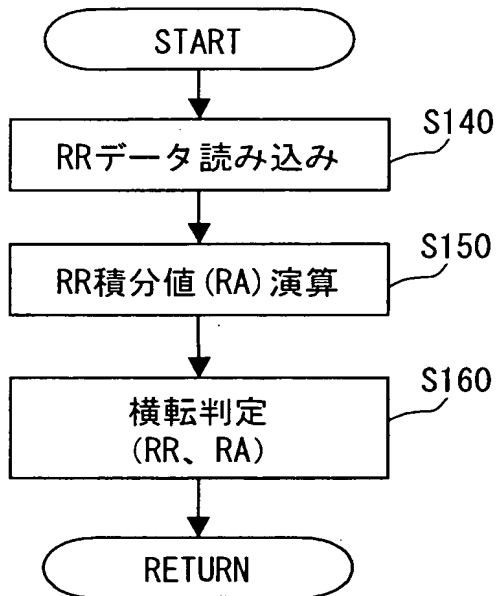 START
S140
RRデータ読み込み
S150
RR積分値(RA)演算
S160
横転判定
(RR、RA)
RETURN